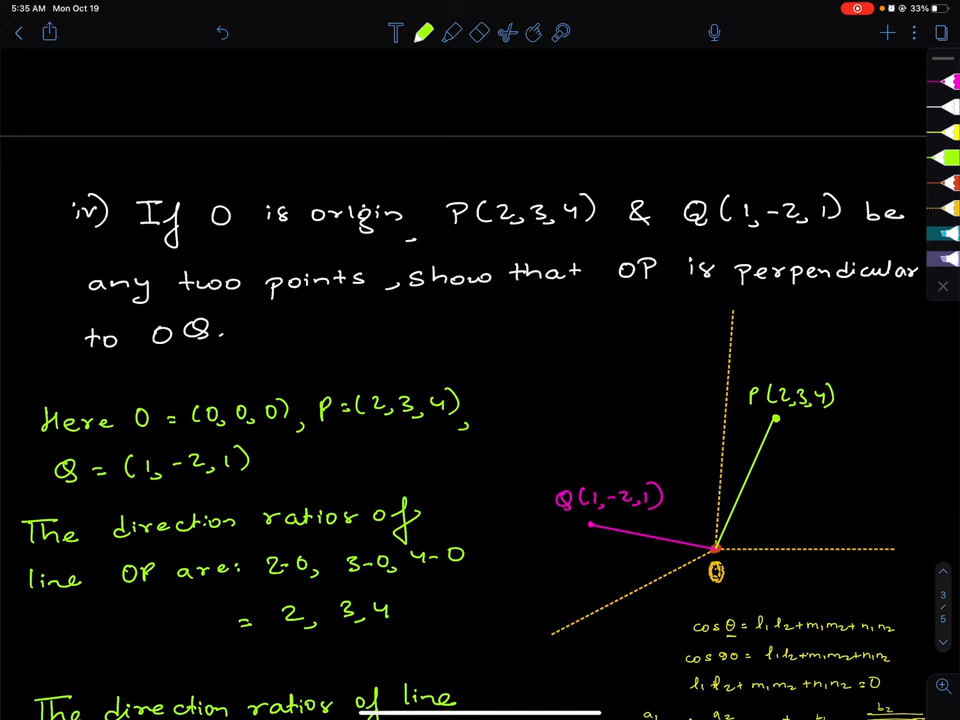 5:35 AM Mon Oct 19
33%
iv) If O is origin, P(2,3,4) & Q(1,-2,1) be
any two points, show that OP is perpendicular
to OQ.
Here O = (0,0,0), P=(2,3,4),
Q = (1,-2,1)
The direction ratios of
line OP are: 2-0, 3-0, 4-0
= 2, 3, 4
The direction ratios of line
P(2,3,4)
Q(1,-2,1)
O
cos θ = l₁l₂+m₁m₂+n₁n₂
cos 90 = l₁l₂+m₁m₂+n₁n₂
l₁l₂+m₁m₂+n₁n₂=0
3
/
5